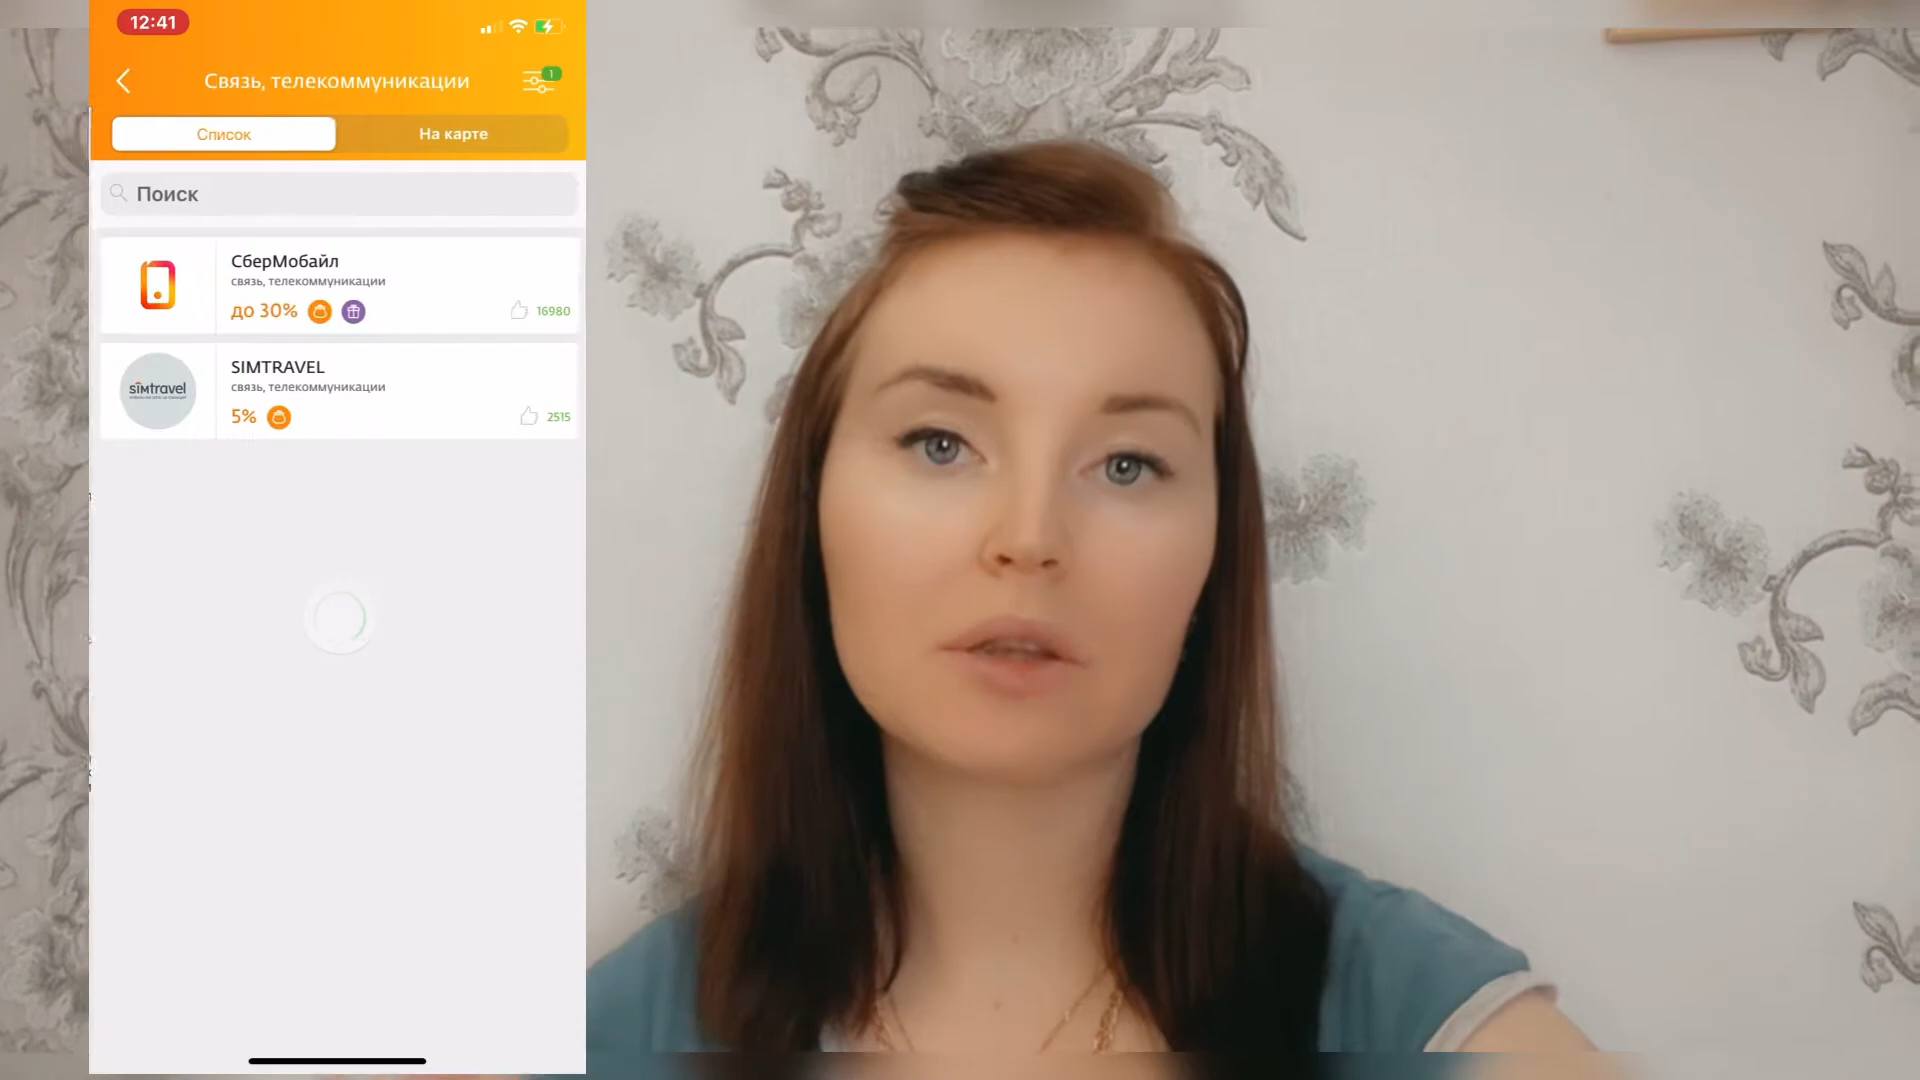 12:41
Связь, телекоммуникации
1
Список
На карте
Поиск
СберМобайл
связь, телекоммуникации
до 30%
16980
simtravel
SIMTRAVEL
связь, телекоммуникации
5%
2515